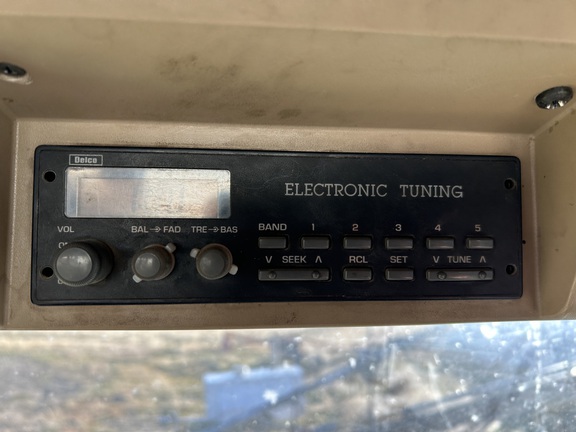 Delco
ELECTRONIC TUNING
VOL BAL FAD TRE BAS
BAND 1 2 3 4 5
V SEEK Λ RCL SET V TUNE Λ